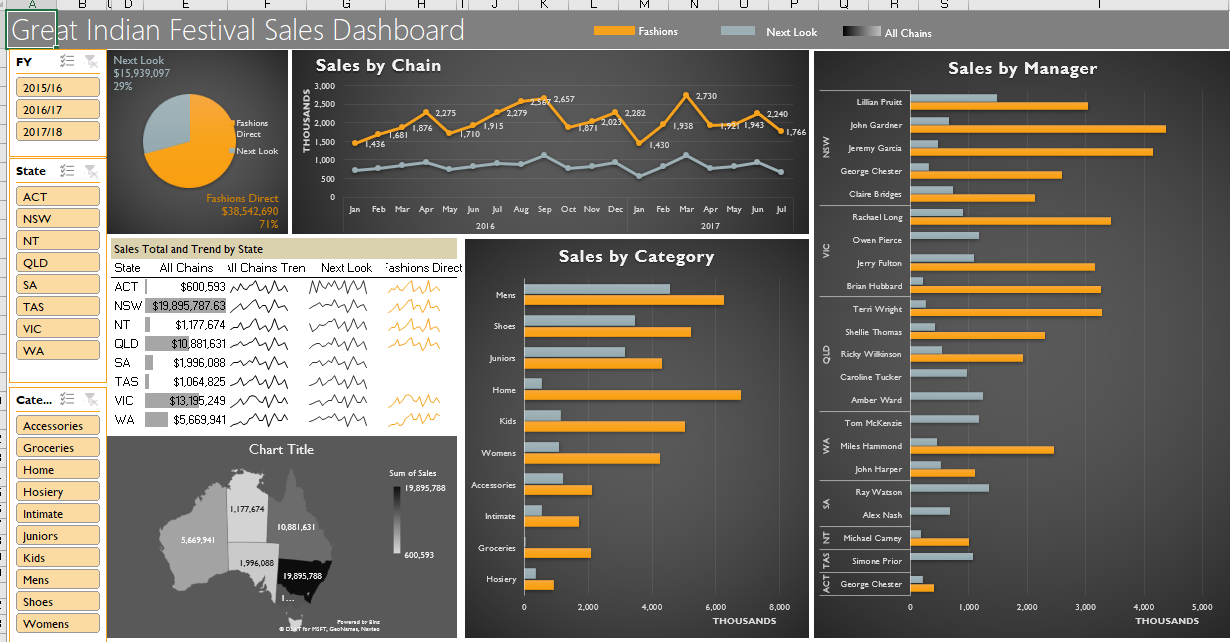 A B D E F G H I J K L M N O P Q R S T
Great Indian Festival Sales Dashboard
Fashions Next Look All Chains
FY
2015/16
2016/17
2017/18
State
ACT
NSW
NT
QLD
SA
TAS
VIC
WA
Cate...
Accessories
Groceries
Home
Hosiery
Intimate
Juniors
Kids
Mens
Shoes
Womens
Next Look
$15,939,097
29%
Fashions
Direct
Next Look
Fashions Direct
$38,542,690
71%
Sales by Chain
THOUSANDS
3,000
2,500
2,000
1,500
1,000
500
0
1,436 1,681 1,876 2,275 1,710 1,915 2,279 2,567 2,657 1,871 2,023 2,282 1,430 1,938 2,730 1,921 1,943 2,240 1,766
Jan Feb Mar Apr May Jun Jul Aug Sep Oct Nov Dec Jan Feb Mar Apr May Jun Jul
2016 2017
Sales Total and Trend by State
State All Chains All Chains Tren Next Look Fashions Direct
ACT $600,593
NSW $19,895,787.63
NT $1,177,674
QLD $10,881,631
SA $1,996,088
TAS $1,064,825
VIC $13,195,249
WA $5,669,941
Chart Title
Sum of Sales
19,895,788
600,593
1,177,674
10,881,631
5,669,941
1,996,088
19,895,788
1...
Powered by Bing
© DSAT for MSFT, GeoNames, Navteq
Sales by Category
Mens
Shoes
Juniors
Home
Kids
Womens
Accessories
Intimate
Groceries
Hosiery
0 2,000 4,000 6,000 8,000
THOUSANDS
Sales by Manager
NSW
Lillian Pruitt
John Gardner
Jeremy Garcia
George Chester
Claire Bridges
VIC
Rachael Long
Owen Pierce
Jerry Fulton
Brian Hubbard
QLD
Terri Wright
Shellie Thomas
Ricky Wilkinson
Caroline Tucker
Amber Ward
WA
Tom McKenzie
Miles Hammond
John Harper
SA
Ray Watson
Alex Nash
NT
Michael Carney
TAS
Simone Prior
ACT
George Chester
0 1,000 2,000 3,000 4,000 5,000
THOUSANDS